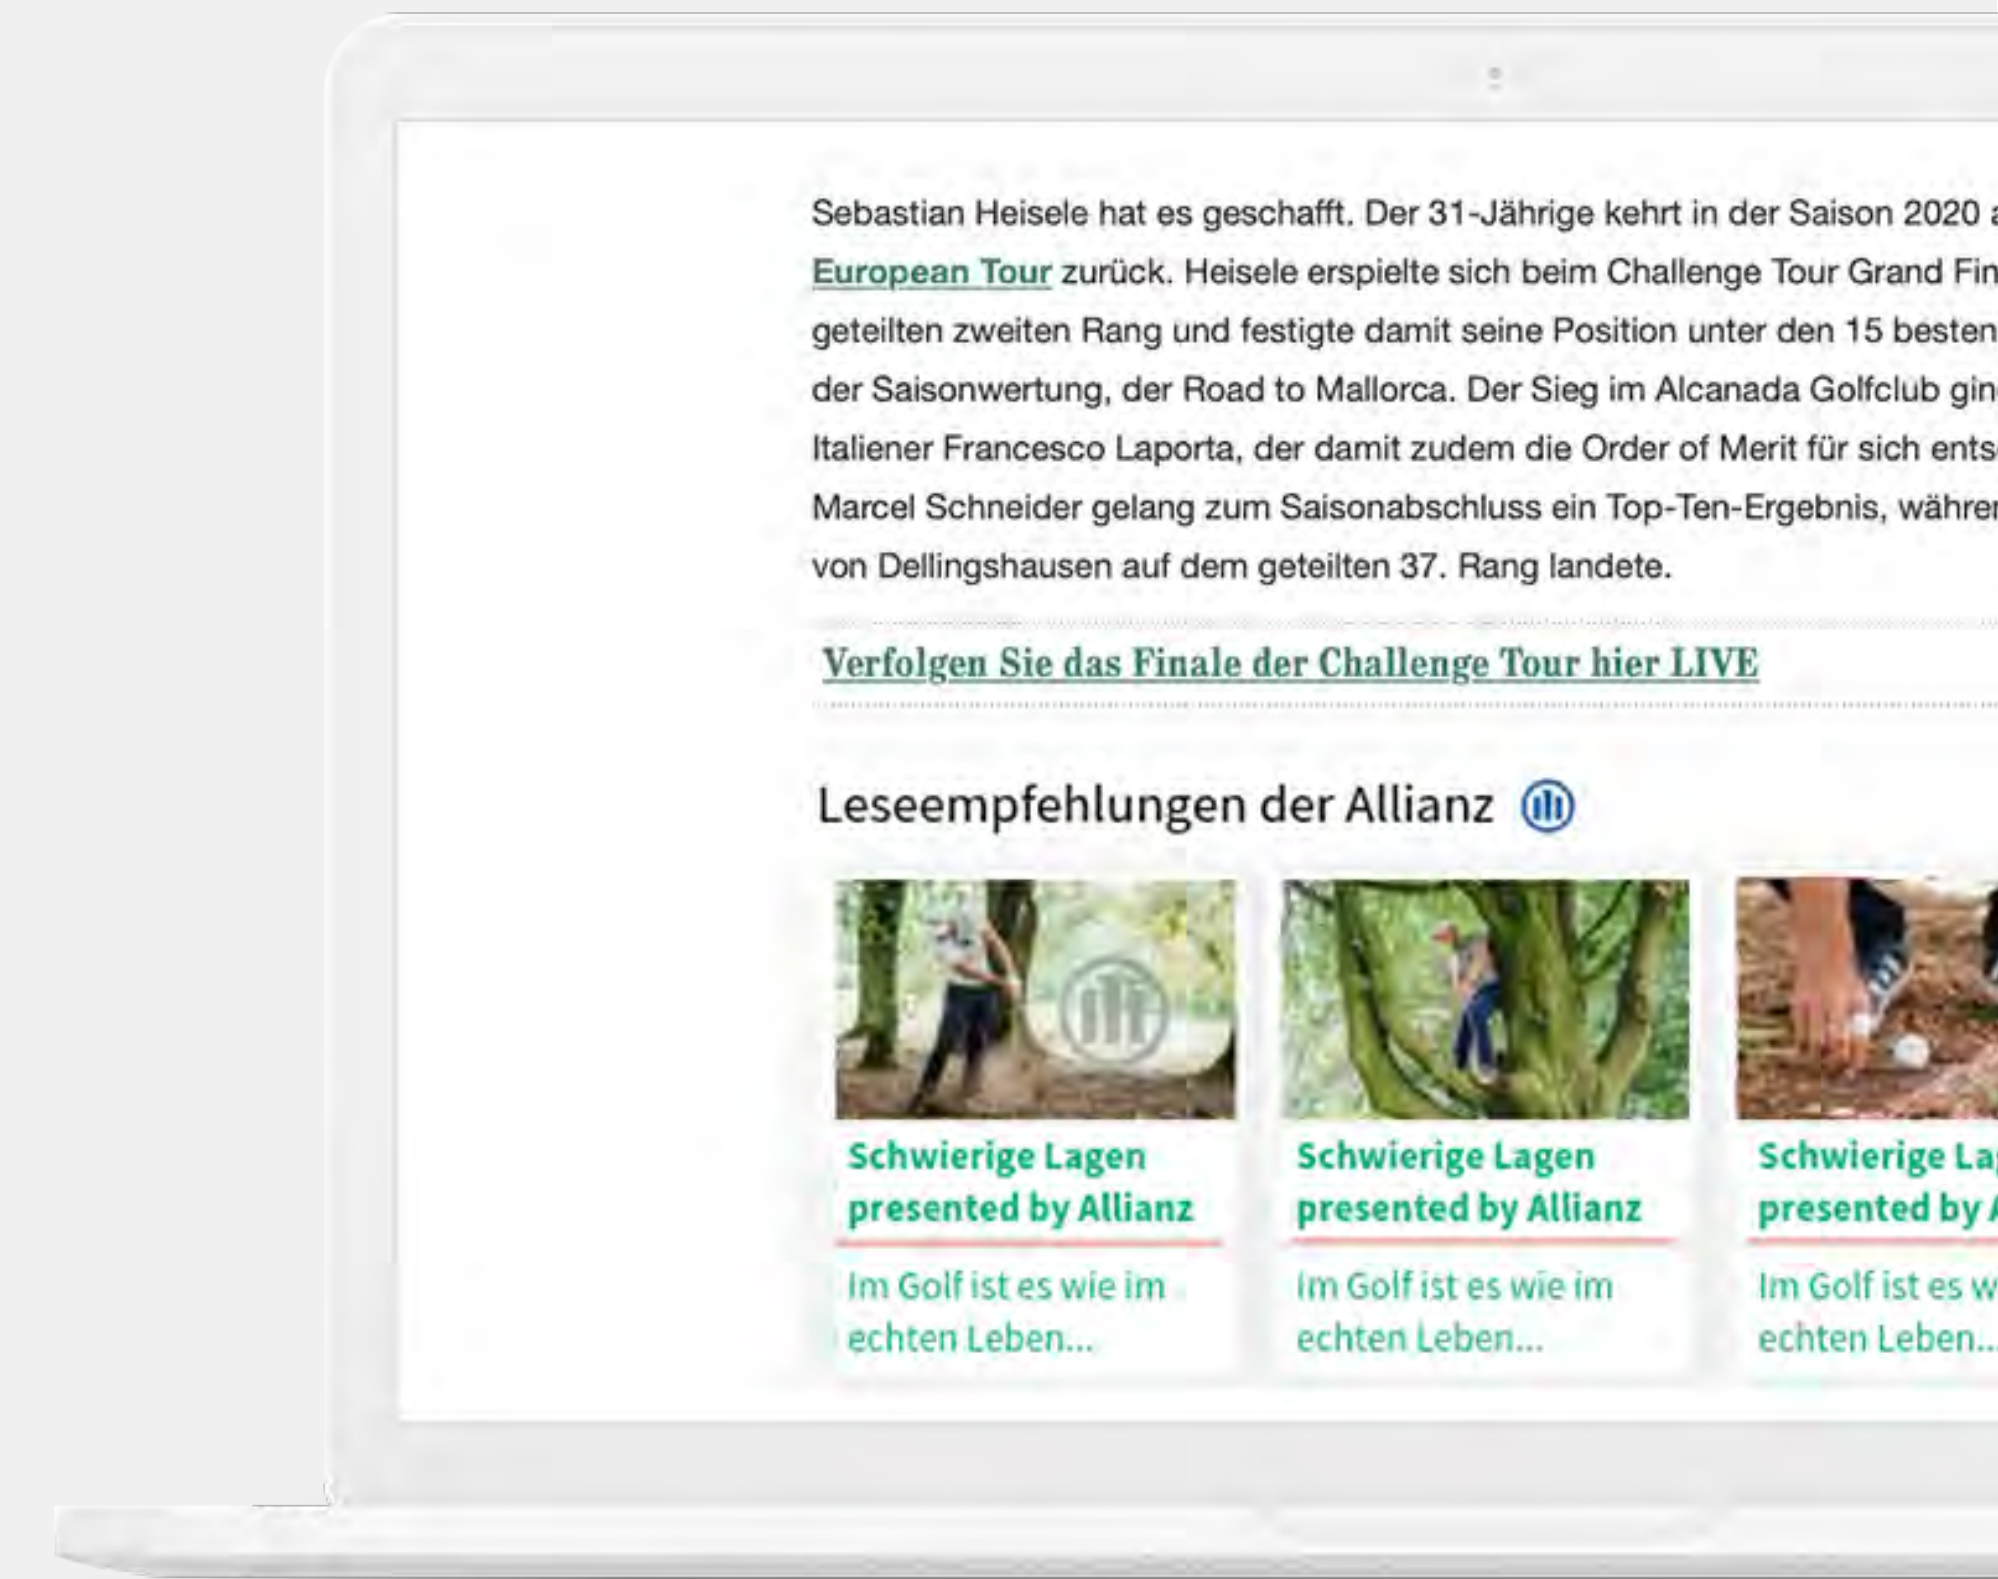 Sebastian Heisele hat es geschafft. Der 31-Jährige kehrt in der Saison 2020
European Tour zurück. Heisele erspielte sich beim Challenge Tour Grand
geteilten zweiten Rang und festigte damit seine Position unter den 15 besten
der Saisonwertung, der Road to Mallorca. Der Sieg im Alcanada Golfclub
Italiener Francesco Laporta, der damit zudem die Order of Merit für sich
Marcel Schneider gelang zum Saisonabschluss ein Top-Ten-Ergebnis,
von Dellingshausen auf dem geteilten 37. Rang landete.
Verfolgen Sie das Finale der Challenge Tour hier LIVE
Leseempfehlungen der Allianz
Schwierige Lagen
presented by Allianz
Im Golf ist es wie im
echten Leben...
Schwierige Lagen
presented by Allianz
Im Golf ist es wie im
echten Leben...
Schwierige
presented by
Im Golf ist es
echten Leben...